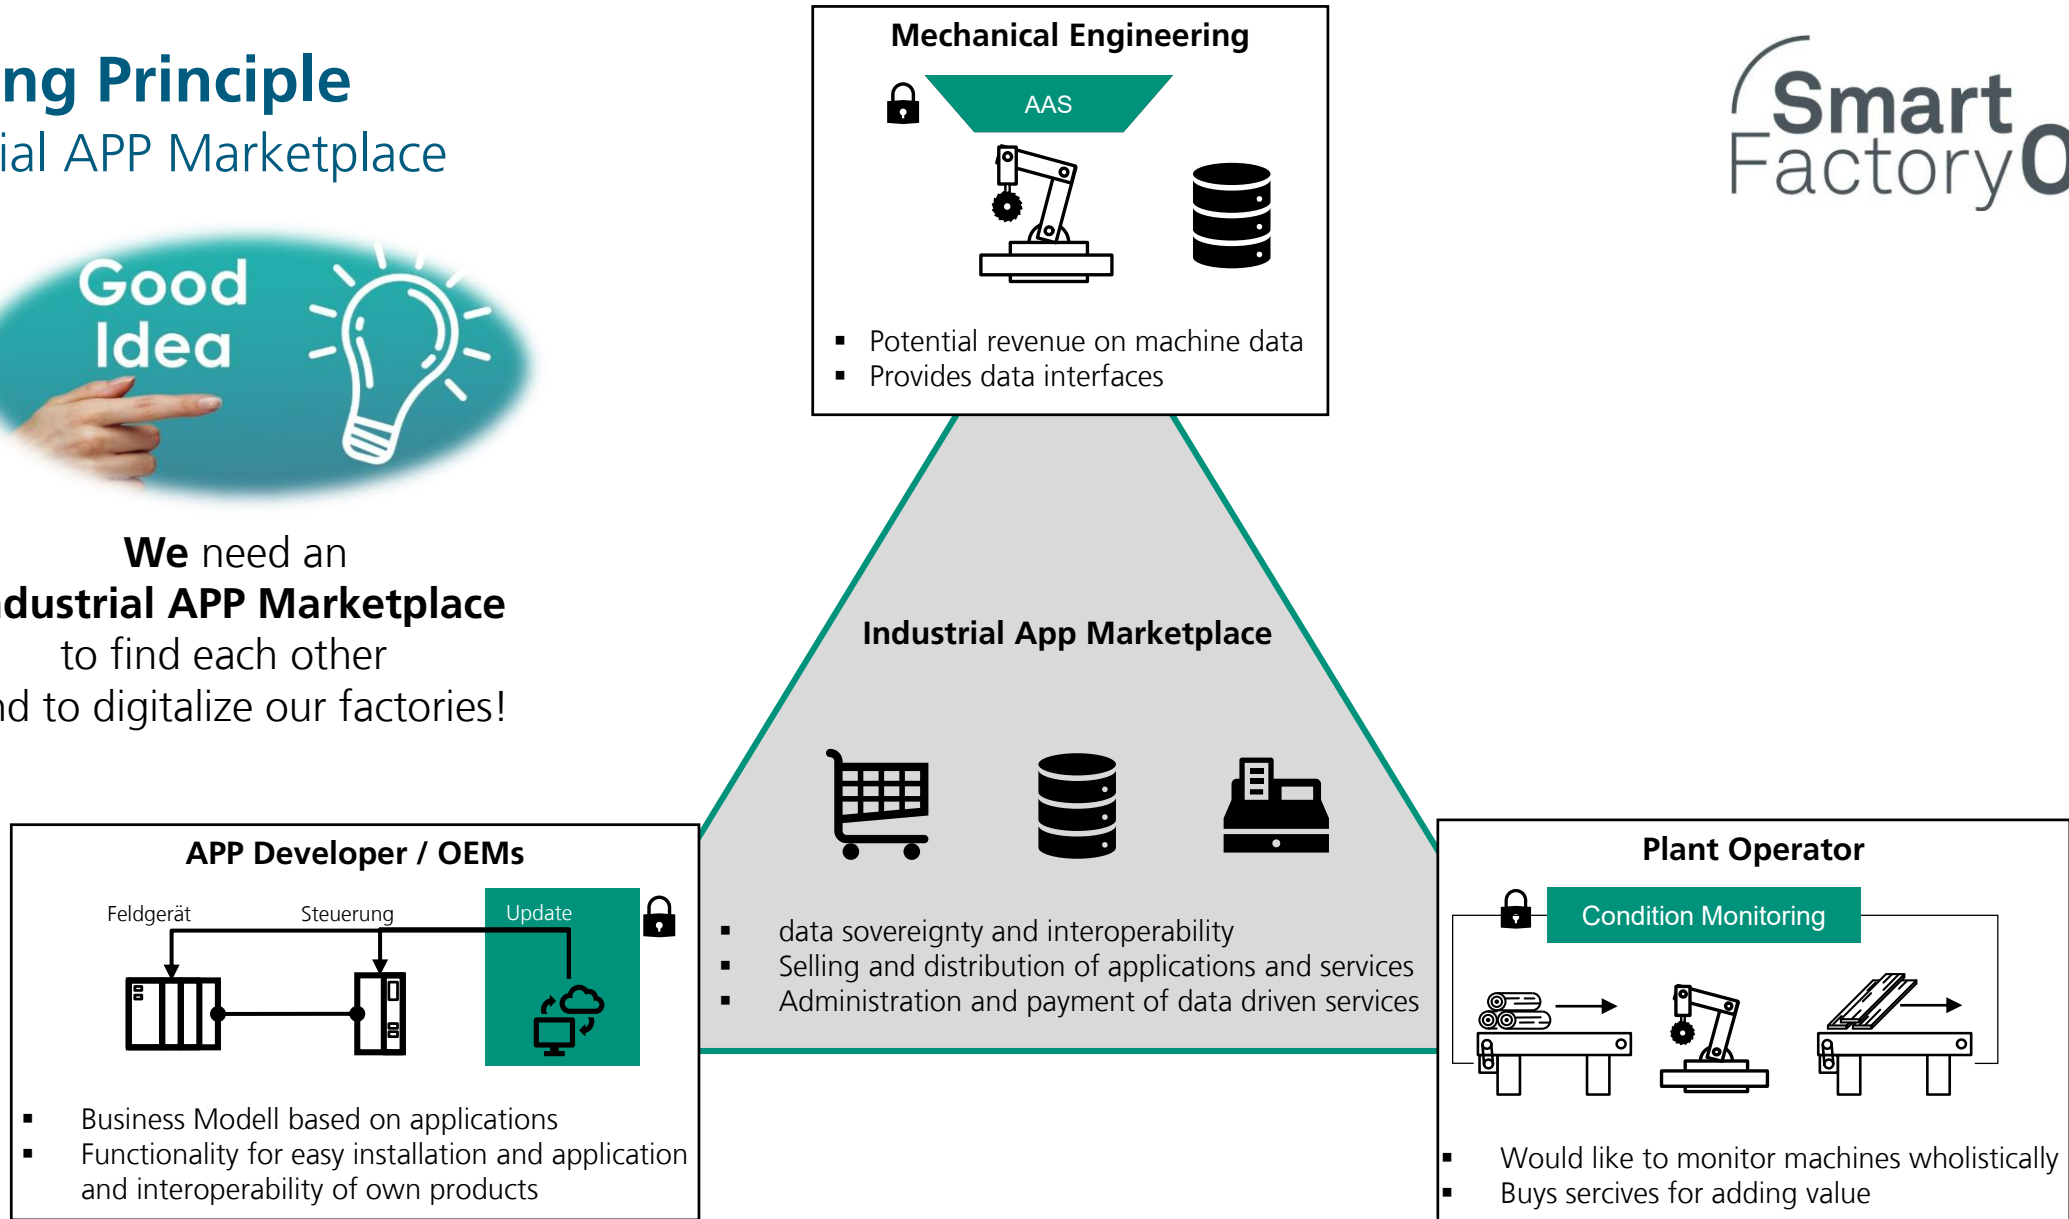 ng Principle
ial APP Marketplace
Good
Idea
We need an
ndustrial APP Marketplace
to find each other
nd to digitalize our factories!
Smart
FactoryO
Mechanical Engineering
AAS
▪ Potential revenue on machine data
▪ Provides data interfaces
Industrial App Marketplace
▪ data sovereignty and interoperability
▪ Selling and distribution of applications and services
▪ Administration and payment of data driven services
APP Developer / OEMs
Feldgerät Steuerung Update
▪ Business Modell based on applications
▪ Functionality for easy installation and application
and interoperability of own products
Plant Operator
Condition Monitoring
▪ Would like to monitor machines wholistically
▪ Buys sercives for adding value